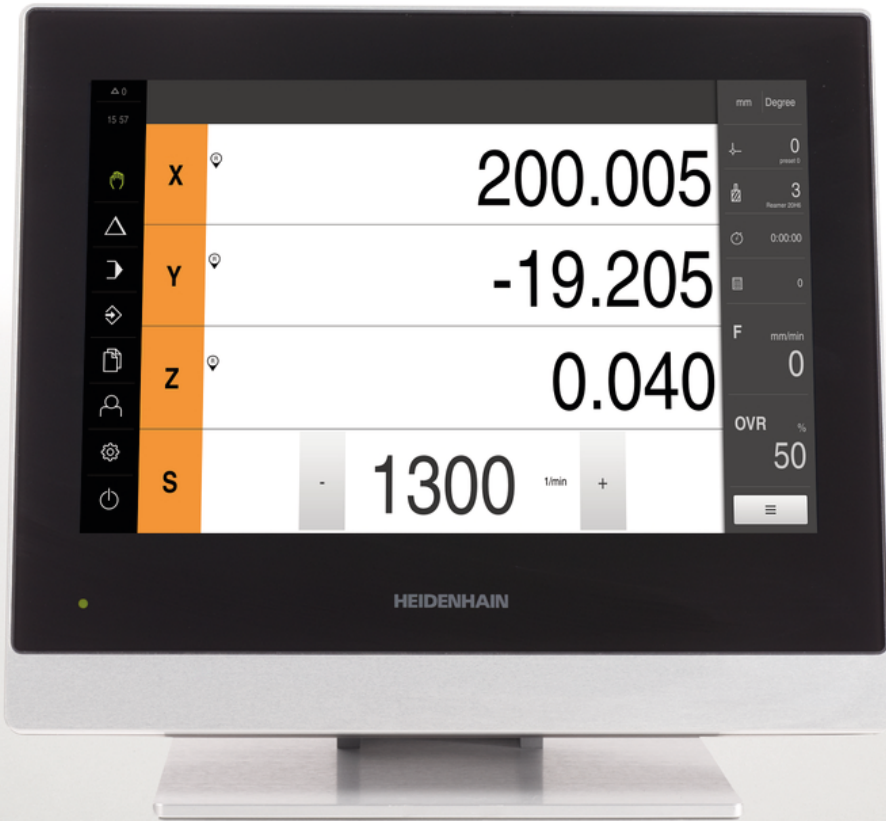 0
15 57
X
R
200.005
Y
R
-19.205
Z
R
0.040
S
-
1300
1/min
+
mm
Degree
0
preset 0
3
Reamer 20H6
0:00:00
0
F
mm/min
0
OVR
%
50
HEIDENHAIN